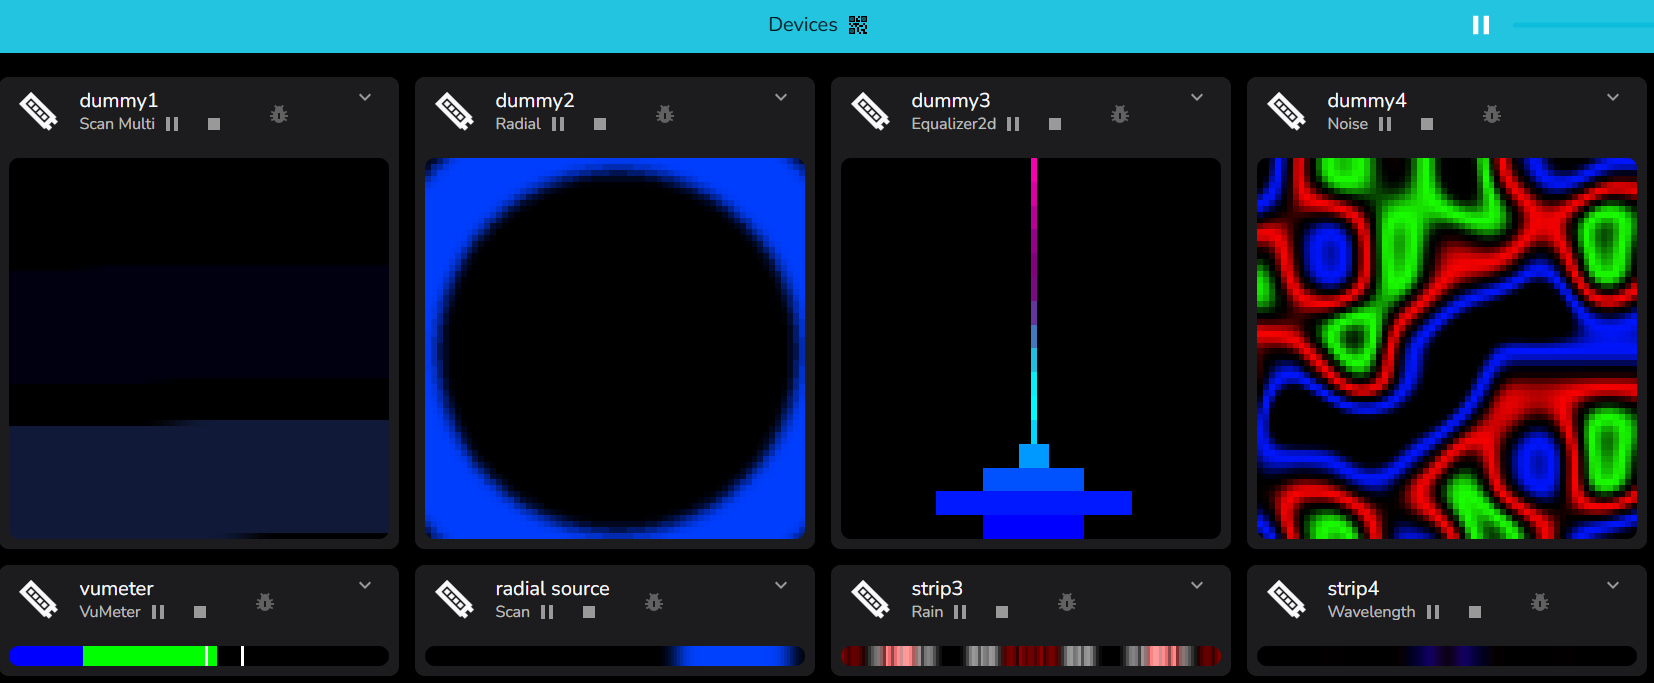 Devices
dummy1
Scan Multi
dummy2
Radial
dummy3
Equalizer2d
dummy4
Noise
vumeter
VuMeter
radial source
Scan
strip3
Rain
strip4
Wavelength